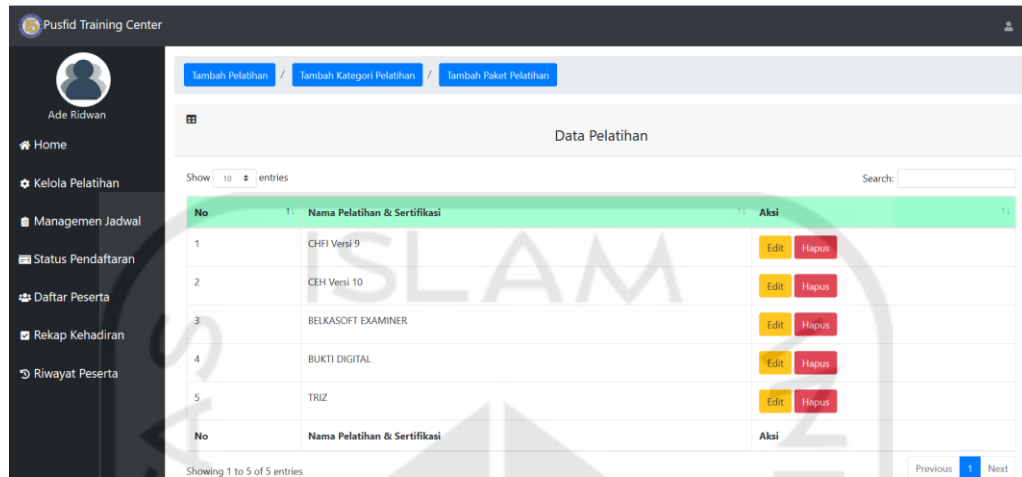 Pusfid Training Center
Ade Ridwan
Home
Kelola Pelatihan
Managemen Jadwal
Status Pendaftaran
Daftar Peserta
Rekap Kehadiran
Riwayat Peserta
Tambah Pelatihan / Tambah Kategori Pelatihan / Tambah Paket Pelatihan
Data Pelatihan
Show 10 entries Search:
No Nama Pelatihan & Sertifikasi Aksi
1 CHFI Versi 9 Edit Hapus
2 CEH Versi 10 Edit Hapus
3 BELKASOFT EXAMINER Edit Hapus
4 BUKTI DIGITAL Edit Hapus
5 TRIZ Edit Hapus
No Nama Pelatihan & Sertifikasi Aksi
Showing 1 to 5 of 5 entries Previous 1 Next
ISLAM